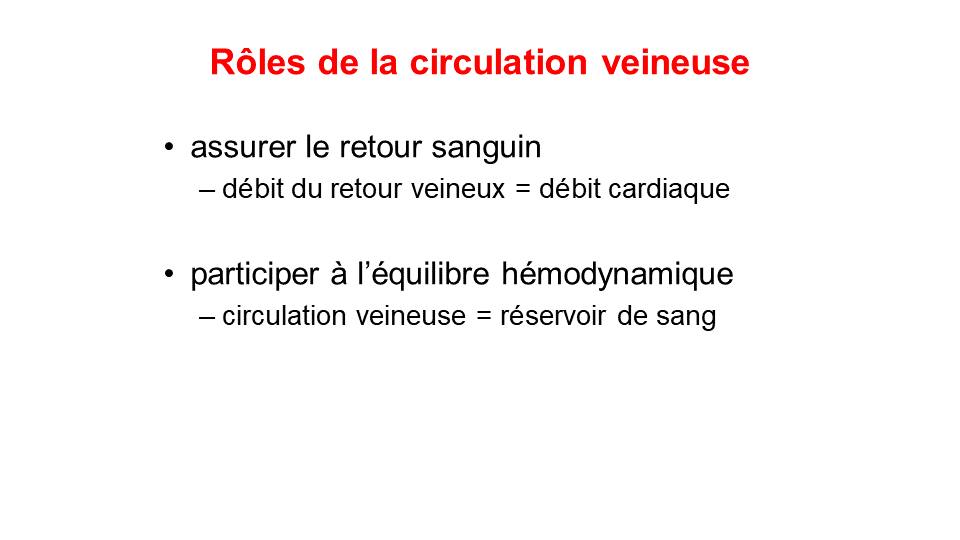 Rôles de la circulation veineuse
• assurer le retour sanguin
– débit du retour veineux = débit cardiaque
• participer à l’équilibre hémodynamique
– circulation veineuse = réservoir de sang